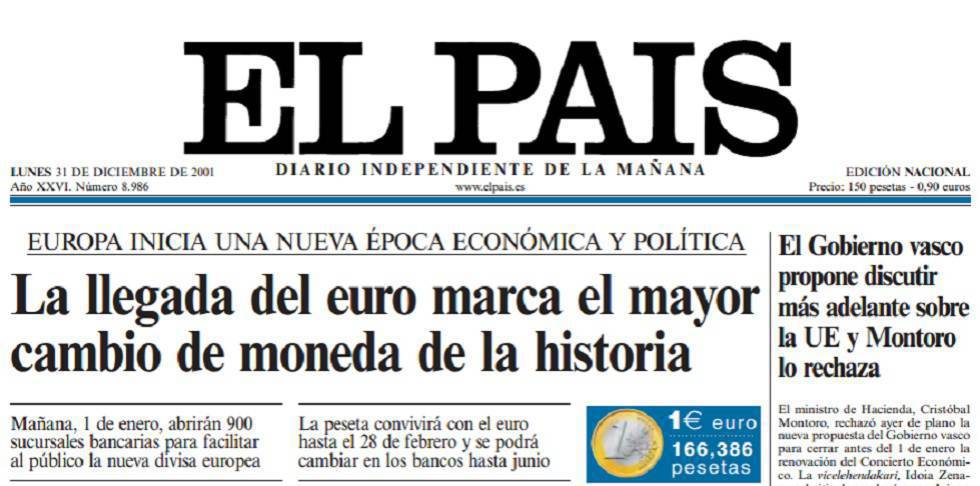 EL PAIS
DIARIO INDEPENDIENTE DE LA MAÑANA
LUNES 31 DE DICIEMBRE DE 2001
Año XXVI. Número 8.986
www.elpais.es
EDICIÓN NACIONAL
Precio: 150 pesetas - 0,90 euros
EUROPA INICIA UNA NUEVA ÉPOCA ECONÓMICA Y POLÍTICA
La llegada del euro marca el mayor
cambio de moneda de la historia
Mañana, 1 de enero, abrirán 900
sucursales bancarias para facilitar
al público la nueva divisa europea
La peseta convivirá con el euro
hasta el 28 de febrero y se podrá
cambiar en los bancos hasta junio
1€ euro
166,386
pesetas
El Gobierno vasco
propone discutir
más adelante sobre
la UE y Montoro
lo rechaza
El ministro de Hacienda, Cristóbal
Montoro, rechazó ayer de plano la
nueva propuesta del Gobierno vasco
para cerrar antes del 1 de enero la
renovación del Concierto Económi-
co. La vicelehendakari, Idoia Zena-